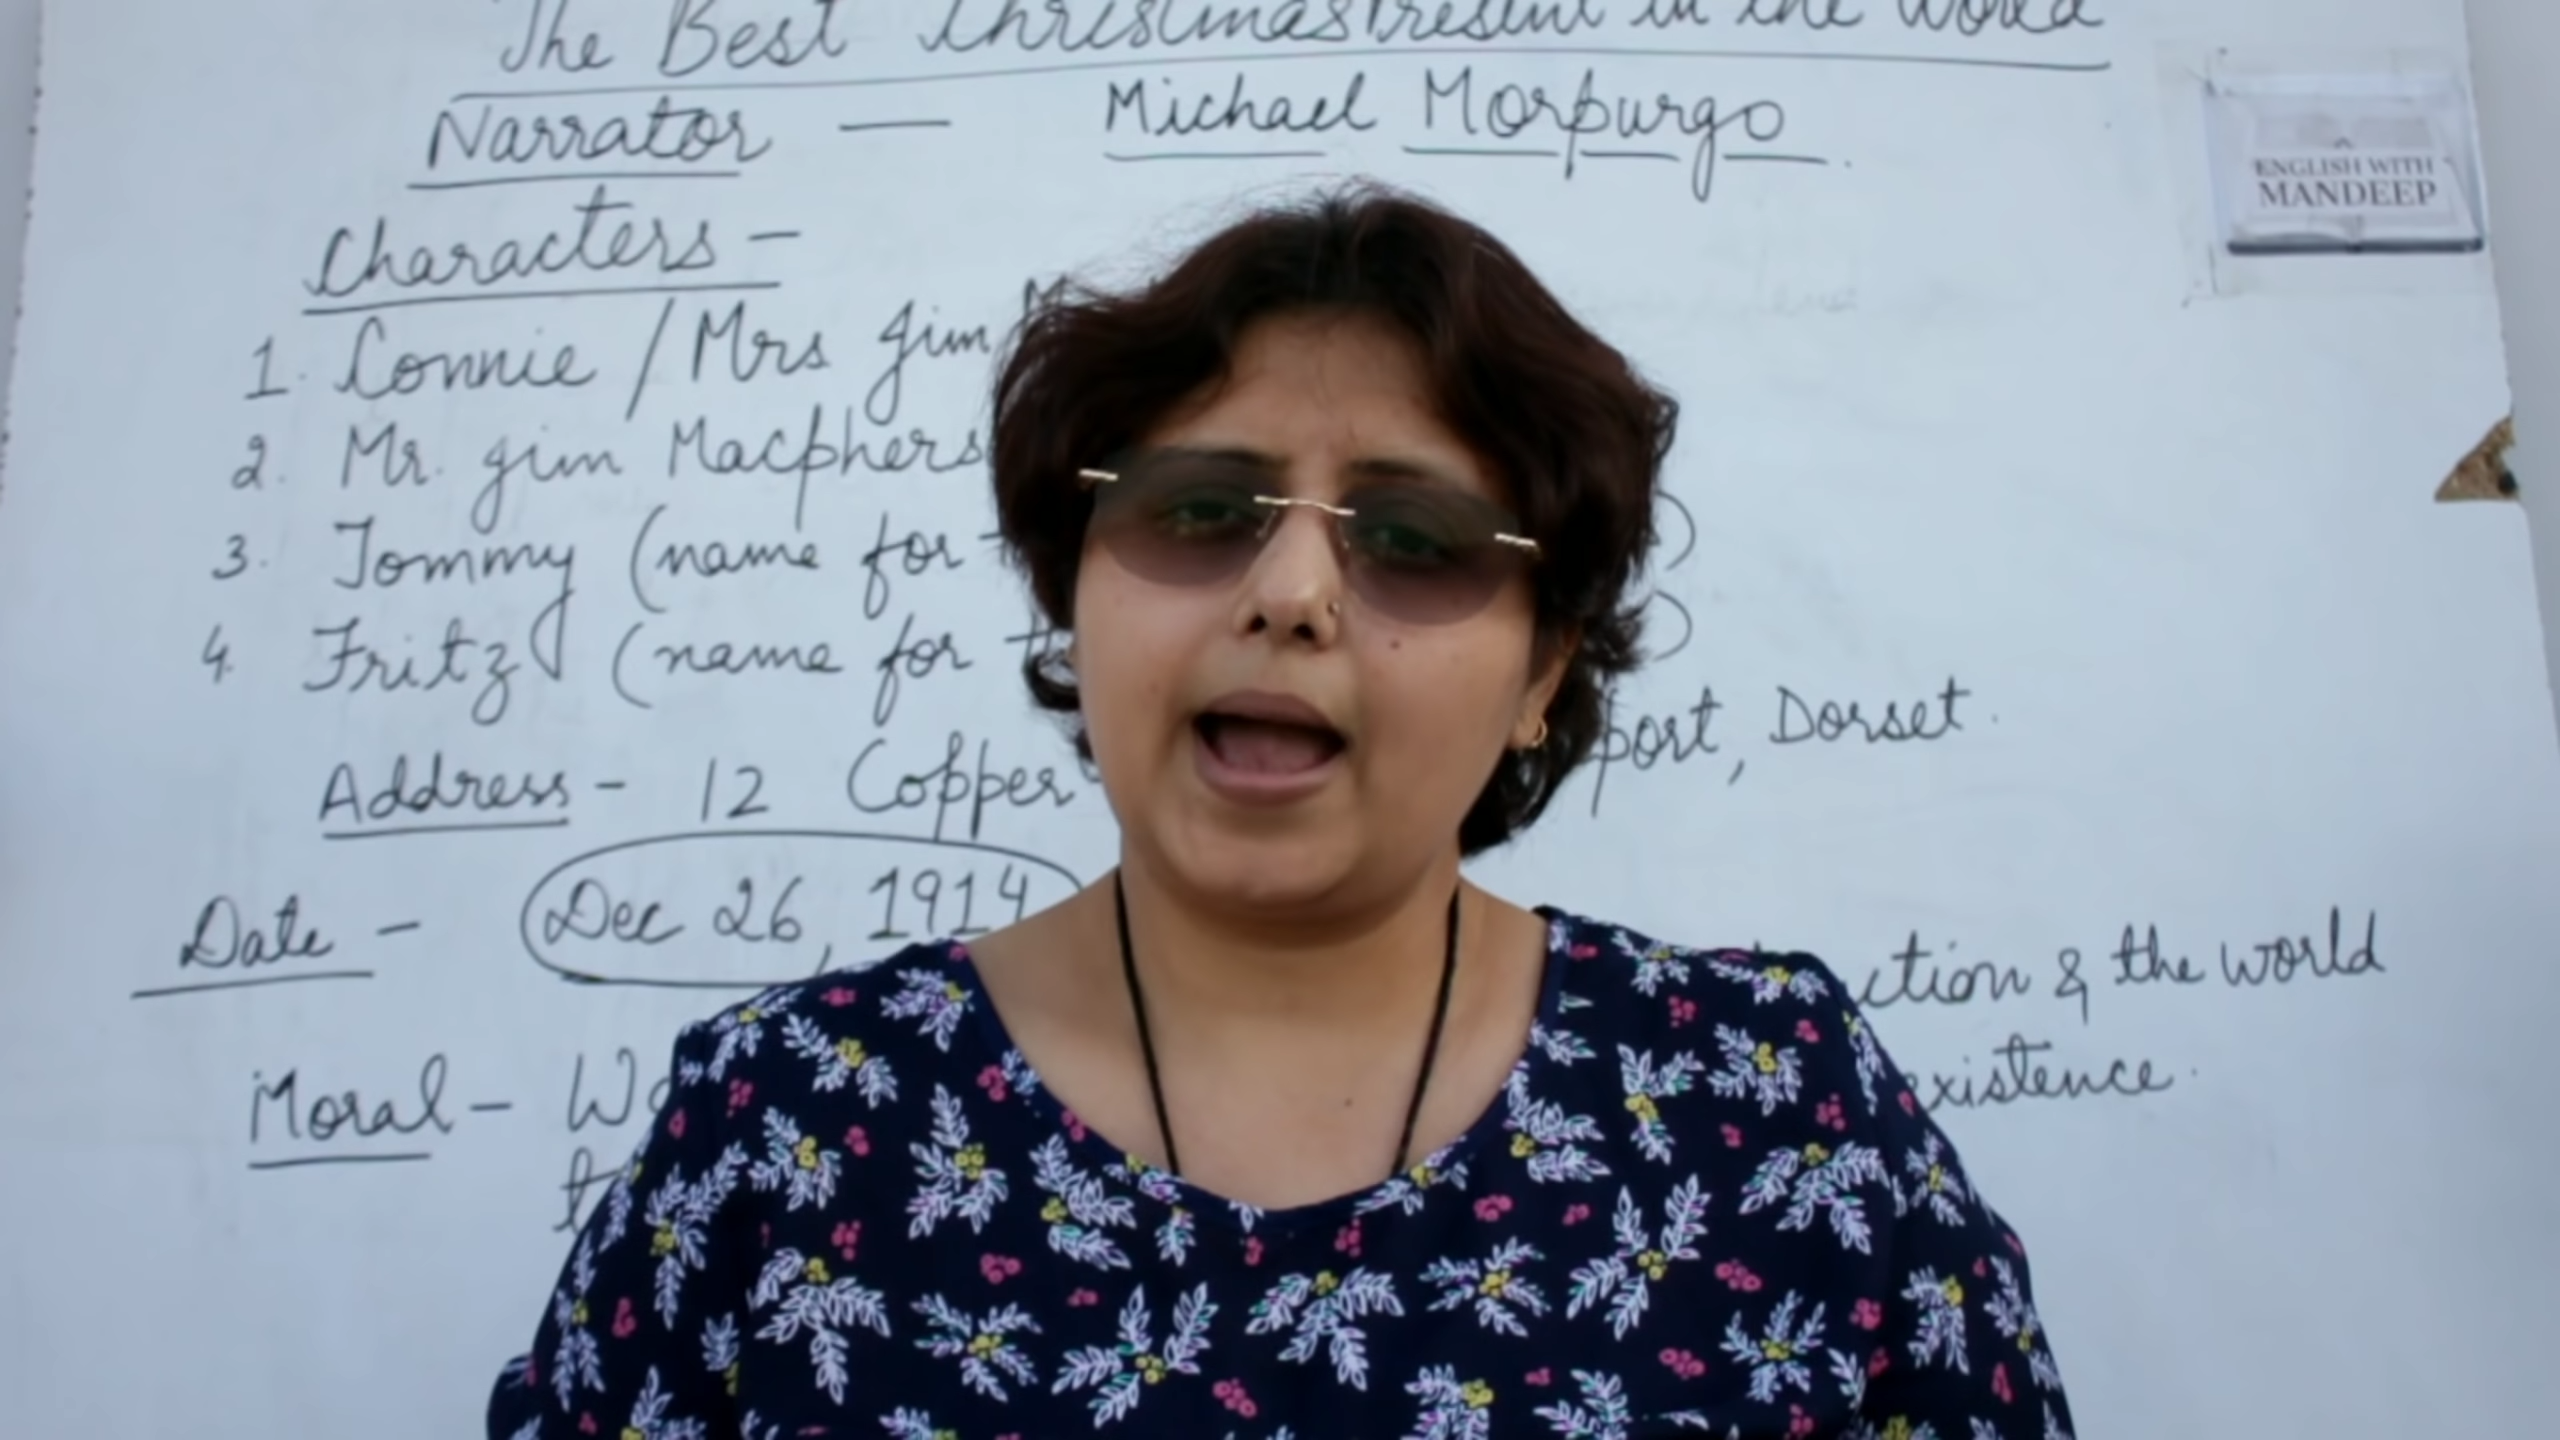 The Best Christmas Present in the World
Narrator — Michael Morpurgo.
ENGLISH WITH
MANDEEP
Characters -
1. Connie / Mrs Jim
2. Mr. Jim Macphers
3. Tommy (name for )
4. Fritz (name for )
Address - 12 Copper port, Dorset.
Date - Dec 26, 1914
Moral - ction & the world
existence.